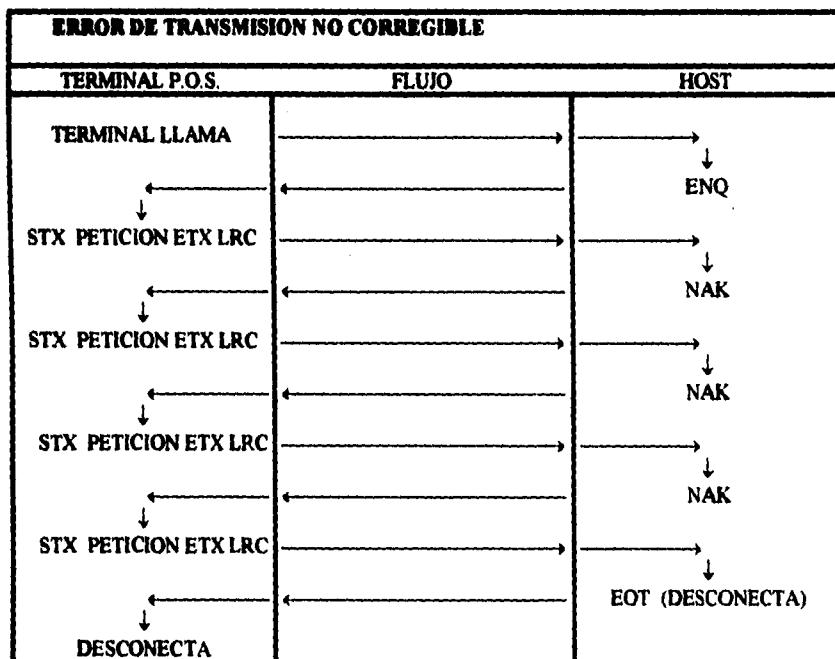 ERROR DE TRANSMISION NO CORREGIBLE
TERMINAL P.O.S. FLUJO HOST
TERMINAL LLAMA
ENQ
STX PETICION ETX LRC
NAK
STX PETICION ETX LRC
NAK
STX PETICION ETX LRC
NAK
STX PETICION ETX LRC
EOT (DESCONECTA)
DESCONECTA